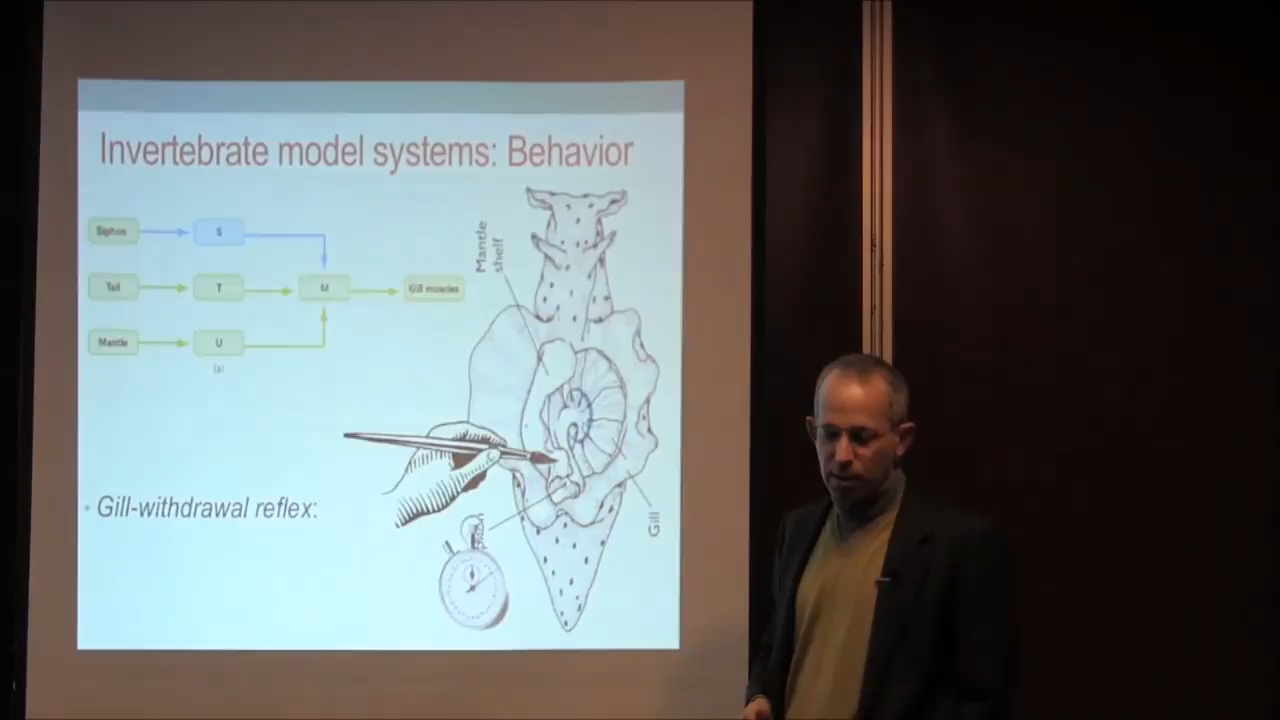 Invertebrate model systems: Behavior
Siphon
S
Tail
T
M
Gill muscles
Mantle
U
(a)
Mantle
shelf
Gill
• Gill-withdrawal reflex: